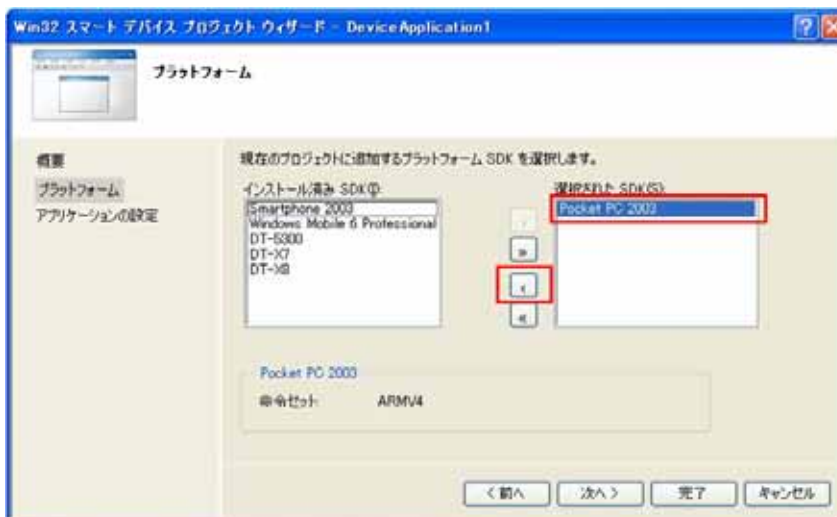 Win32 スマート デバイス プロジェクト ウィザード - DeviceApplication1
プラットフォーム
概要
プラットフォーム
アプリケーションの設定
現在のプロジェクトに追加するプラットフォーム SDK を選択します。
インストール済み SDK(I):
Smartphone 2003
Windows Mobile 6 Professional
DT-5300
DT-X7
DT-X8
選択された SDK(S):
Pocket PC 2003
>
»
<
«
Pocket PC 2003
命令セット: ARMV4
< 前へ
次へ >
完了
キャンセル